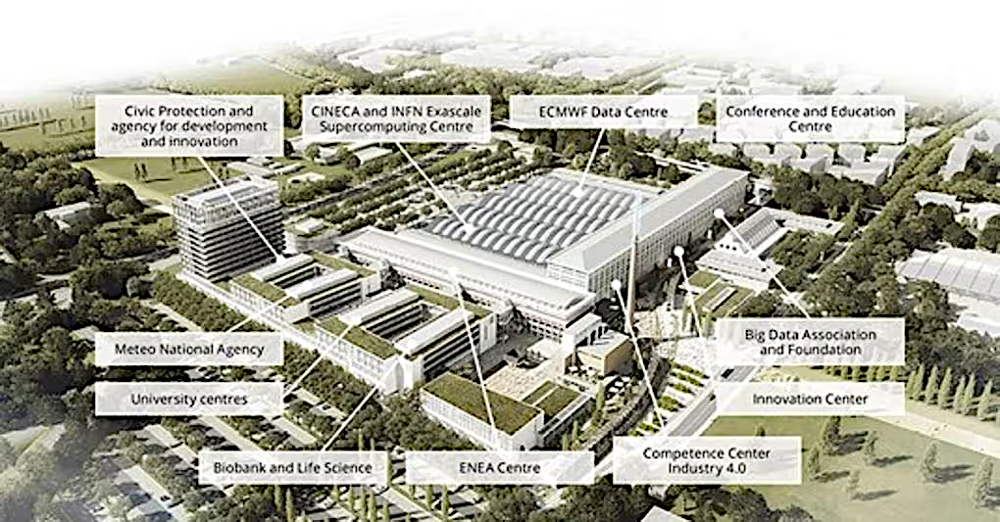 Civic Protection and
agency for development
and innovation
CINECA and INFN Exascale
Supercomputing Centre
ECMWF Data Centre
Conference and Education
Centre
Meteo National Agency
Big Data Association
and Foundation
University centres
Innovation Center
Biobank and Life Science
ENEA Centre
Competence Center
Industry 4.0